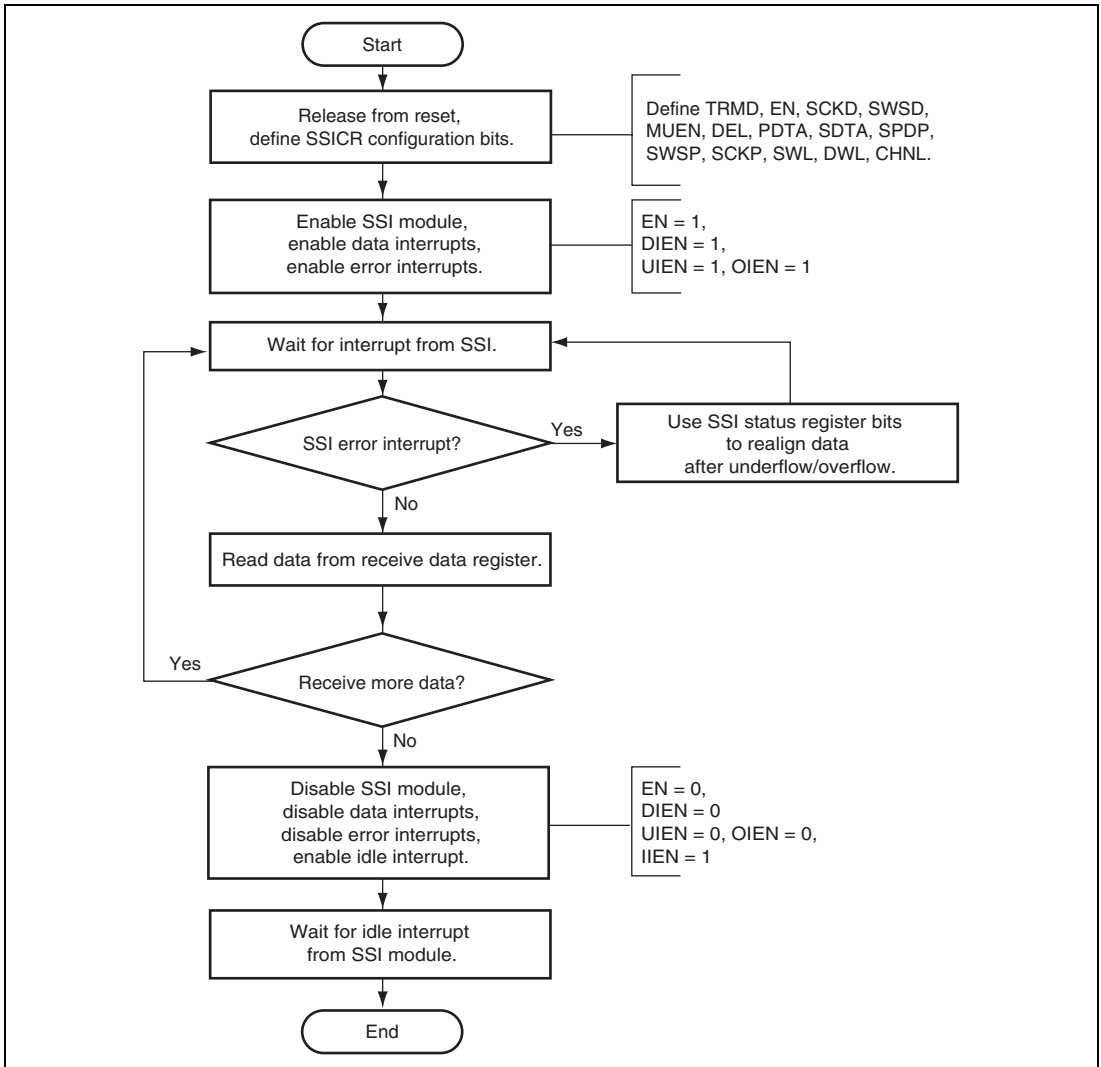 Start
Release from reset,
define SSICR configuration bits.
Define TRMD, EN, SCKD, SWSD,
MUEN, DEL, PDTA, SDTA, SPDP,
SWSP, SCKP, SWL, DWL, CHNL.
Enable SSI module,
enable data interrupts,
enable error interrupts.
EN = 1,
DIEN = 1,
UIEN = 1, OIEN = 1
Wait for interrupt from SSI.
SSI error interrupt?
Yes
Use SSI status register bits
to realign data
after underflow/overflow.
No
Read data from receive data register.
Yes
Receive more data?
No
Disable SSI module,
disable data interrupts,
disable error interrupts,
enable idle interrupt.
EN = 0,
DIEN = 0
UIEN = 0, OIEN = 0,
IIEN = 1
Wait for idle interrupt
from SSI module.
End